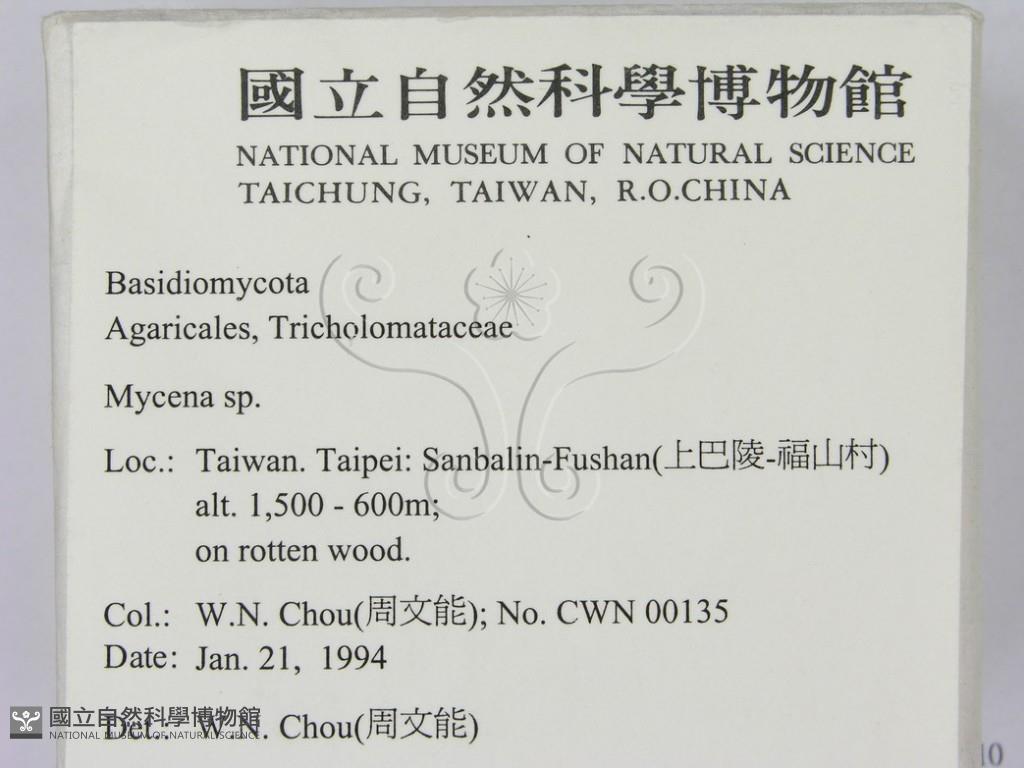 國立自然科學博物館
NATIONAL MUSEUM OF NATURAL SCIENCE
TAICHUNG, TAIWAN, R.O.CHINA
Basidiomycota
Agaricales, Tricholomataceae
Mycena sp.
Loc.: Taiwan. Taipei: Sanbalin-Fushan(上巴陵-福山村)
alt. 1,500 - 600m;
on rotten wood.
Col.: W.N. Chou(周文能); No. CWN 00135
Date: Jan. 21, 1994
Det.: W.N. Chou(周文能)
國立自然科學博物館
NATIONAL MUSEUM OF NATURAL SCIENCE
10